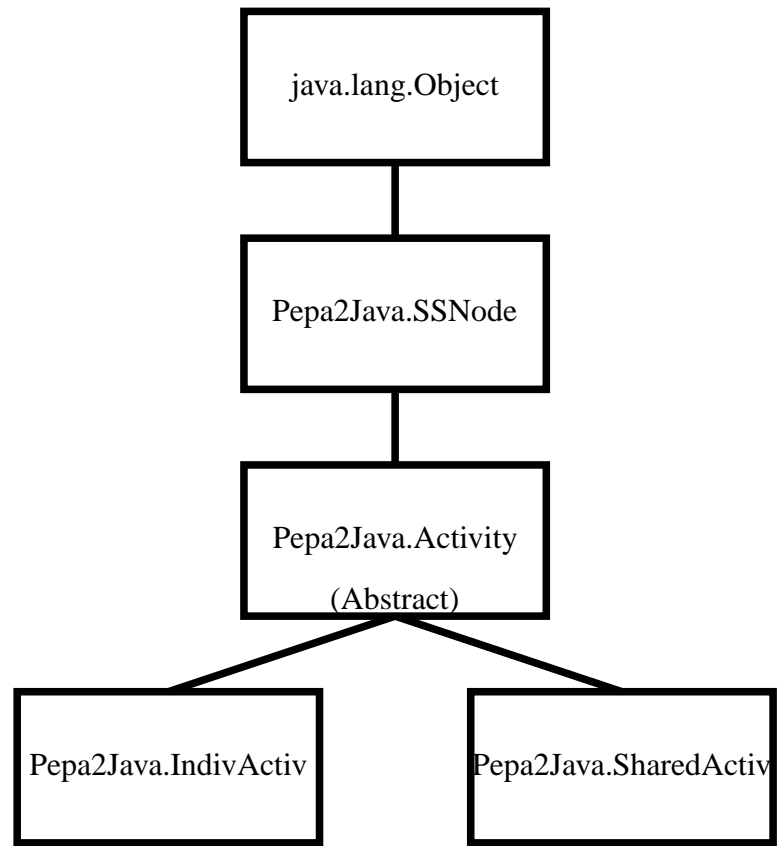 java.lang.Object
Pepa2Java.SSNode
Pepa2Java.Activity
(Abstract)
Pepa2Java.IndivActiv
Pepa2Java.SharedActiv